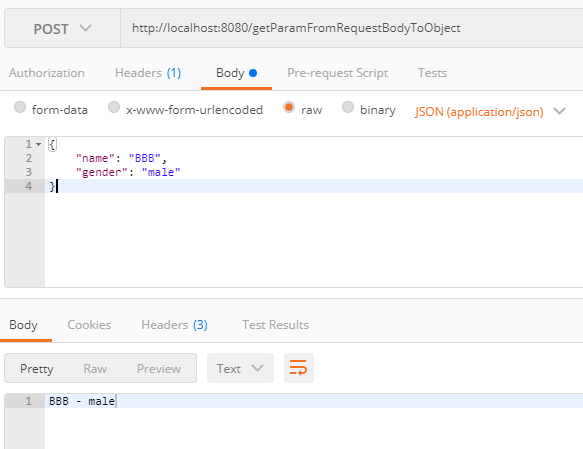 POST http://localhost:8080/getParamFromRequestBodyToObject
Authorization Headers (1) Body Pre-request Script Tests
form-data x-www-form-urlencoded raw binary JSON (application/json)
1 {
2 "name": "BBB",
3 "gender": "male"
4 }
Body Cookies Headers (3) Test Results
Pretty Raw Preview Text
1 BBB - male